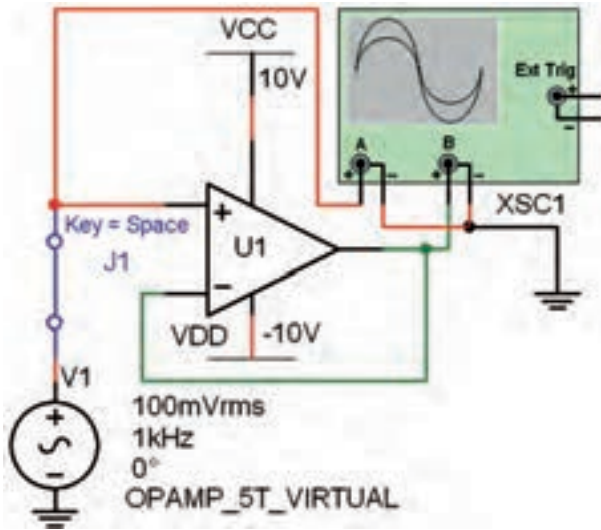 VCC
10V
Ext Trig
+
−
A
B
+
−
+
−
XSC1
Key = Space
+
U1
J1
−
VDD
-10V
V1
100mVrms
+
1kHz
−
0°
OPAMP_5T_VIRTUAL